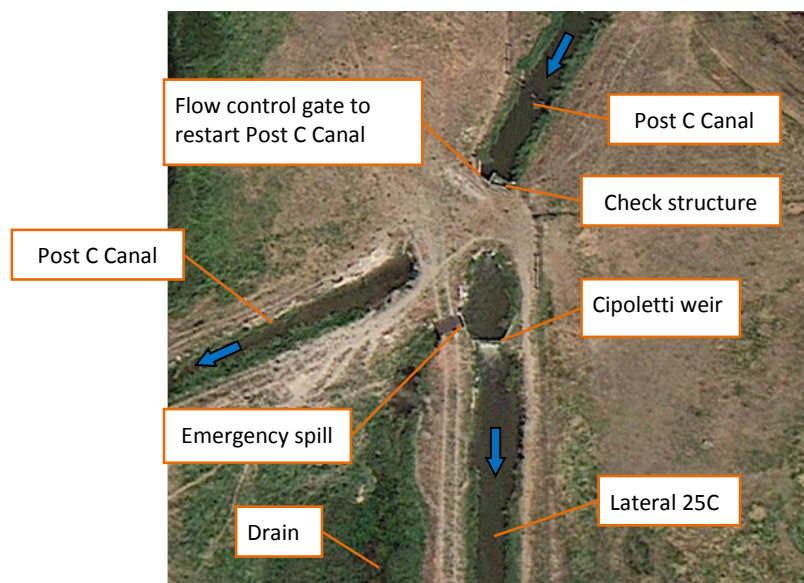 Flow control gate to
restart Post C Canal
Post C Canal
Check structure
Post C Canal
Cipoletti weir
Emergency spill
Lateral 25C
Drain